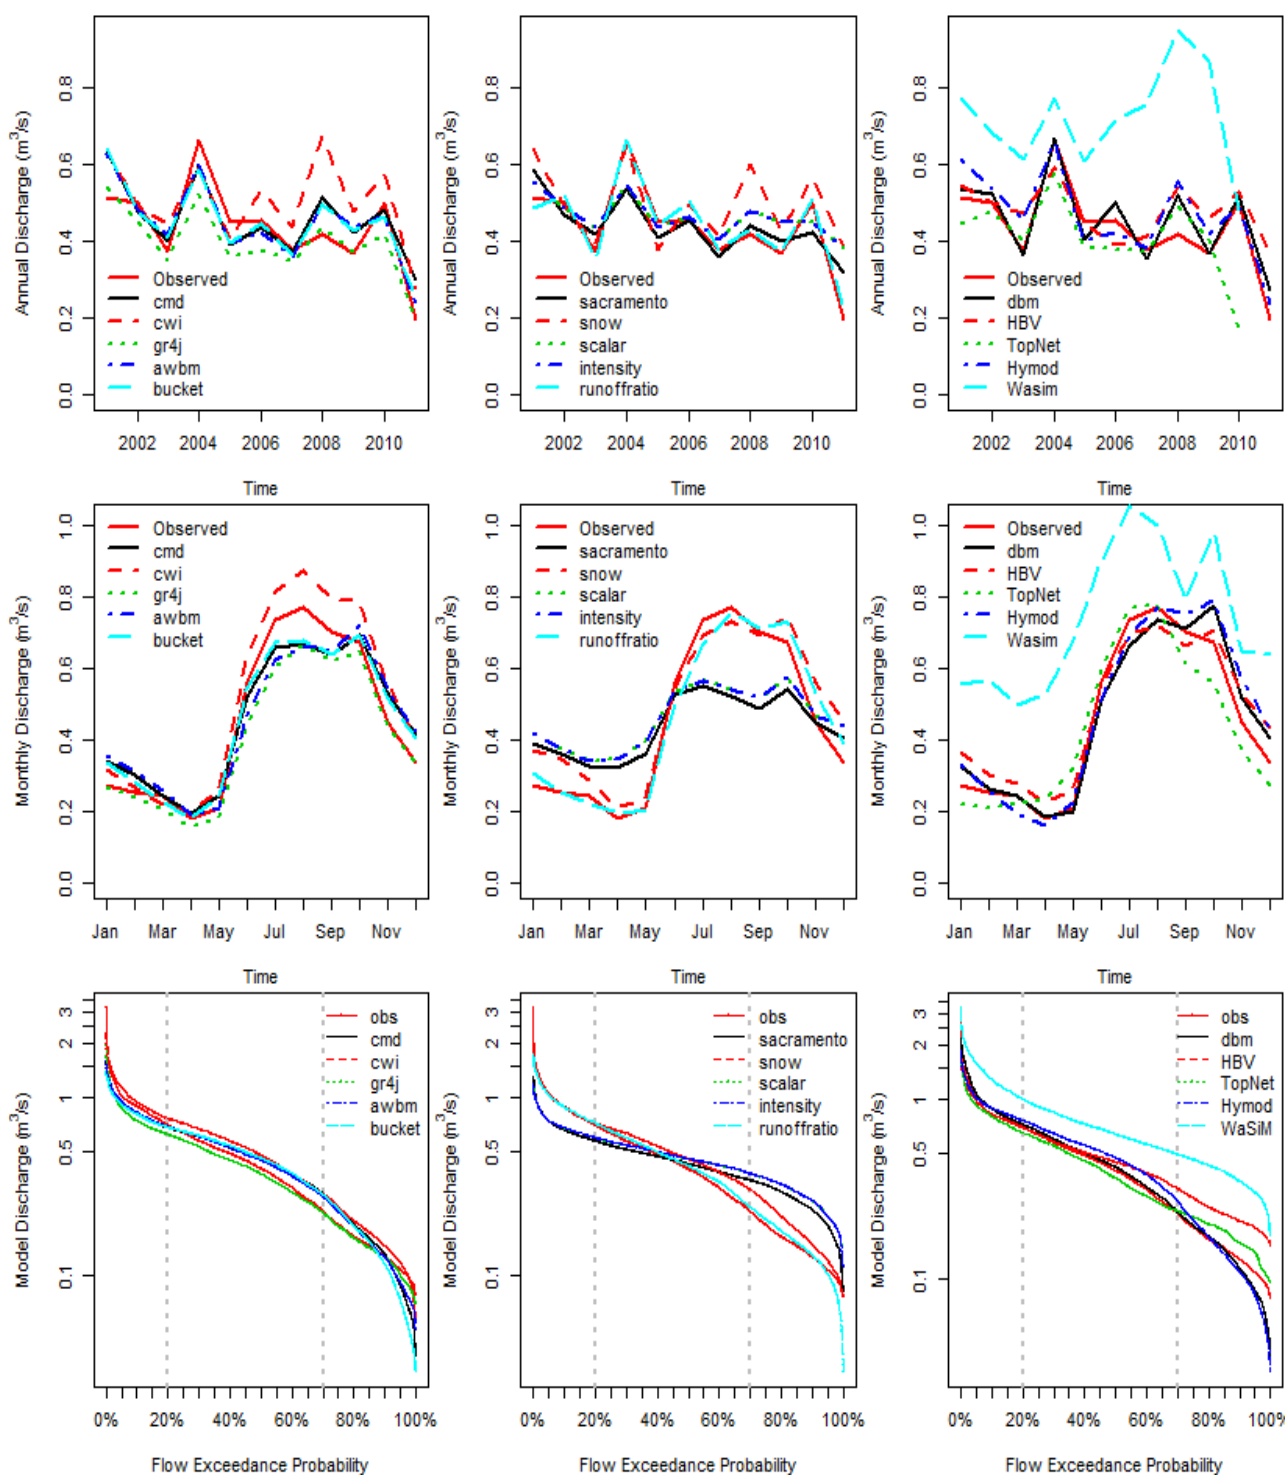 Annual Discharge (m³/s)
0.0
0.2
0.4
0.6
0.8
Observed
cmd
cwi
gr4j
awbm
bucket
2002
2004
2006
2008
2010
Time
Annual Discharge (m³/s)
0.0
0.2
0.4
0.6
0.8
Observed
sacramento
snow
scalar
intensity
runoffratio
2002
2004
2006
2008
2010
Time
Annual Discharge (m³/s)
0.0
0.2
0.4
0.6
0.8
Observed
dbm
HBV
TopNet
Hymod
Wasim
2002
2004
2006
2008
2010
Time
Monthly Discharge (m³/s)
0.0
0.2
0.4
0.6
0.8
1.0
Observed
cmd
cwi
gr4j
awbm
bucket
Jan
Mar
May
Jul
Sep
Nov
Time
Monthly Discharge (m³/s)
0.0
0.2
0.4
0.6
0.8
1.0
Observed
sacramento
snow
scalar
intensity
runoffratio
Jan
Mar
May
Jul
Sep
Nov
Time
Monthly Discharge (m³/s)
0.0
0.2
0.4
0.6
0.8
1.0
Observed
dbm
HBV
TopNet
Hymod
Wasim
Jan
Mar
May
Jul
Sep
Nov
Time
Model Discharge (m³/s)
0.1
0.5
1
2
3
obs
cmd
cwi
gr4j
awbm
bucket
0%
20%
40%
60%
80%
100%
Flow Exceedance Probability
Model Discharge (m³/s)
0.1
0.5
1
2
3
obs
sacramento
snow
scalar
intensity
runoffratio
0%
20%
40%
60%
80%
100%
Flow Exceedance Probability
Model Discharge (m³/s)
0.1
0.5
1
2
3
obs
dbm
HBV
TopNet
Hymod
WaSiM
0%
20%
40%
60%
80%
100%
Flow Exceedance Probability